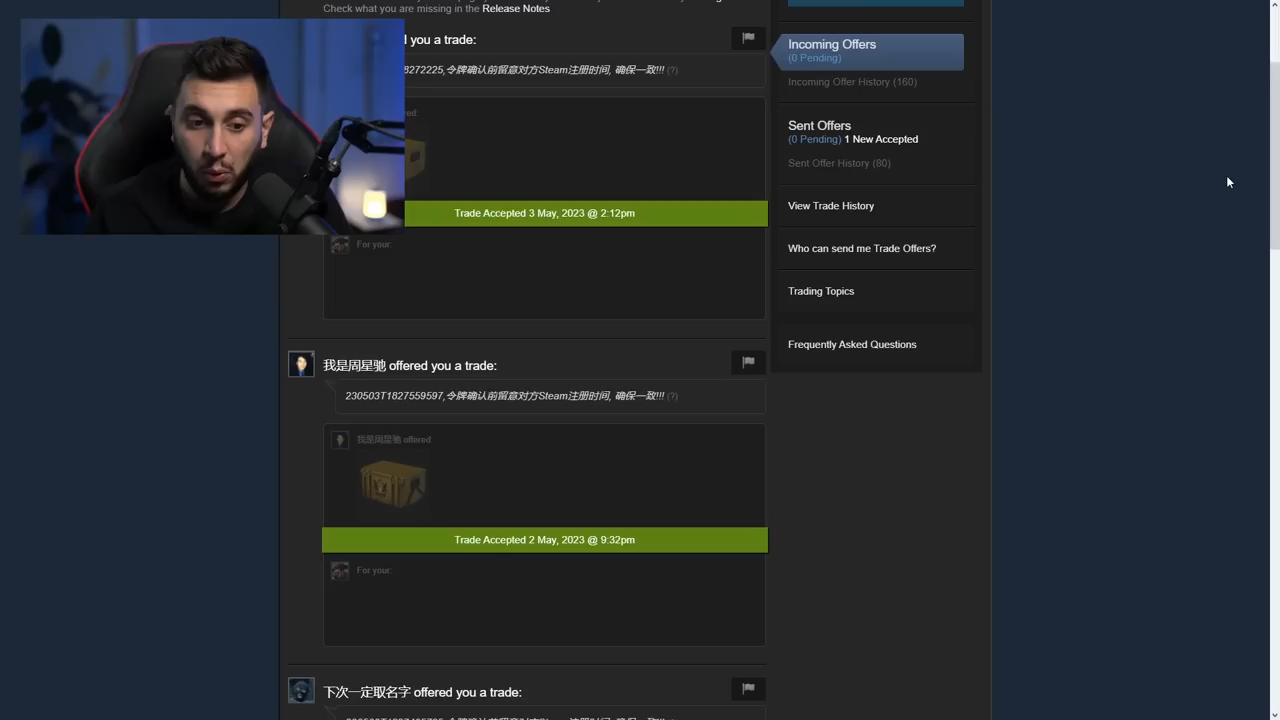 Check what you are missing in the Release Notes
d you a trade:
8272225,令牌确认前留意对方Steam注册时间, 确保一致!!! (?)
ed:
Trade Accepted 3 May, 2023 @ 2:12pm
For your:
我是周星驰 offered you a trade:
230503T1827559597,令牌确认前留意对方Steam注册时间, 确保一致!!! (?)
我是周星驰 offered
Trade Accepted 2 May, 2023 @ 9:32pm
For your:
下次一定取名字 offered you a trade:
Incoming Offers
(0 Pending)
Incoming Offer History (160)
Sent Offers
(0 Pending) 1 New Accepted
Sent Offer History (80)
View Trade History
Who can send me Trade Offers?
Trading Topics
Frequently Asked Questions